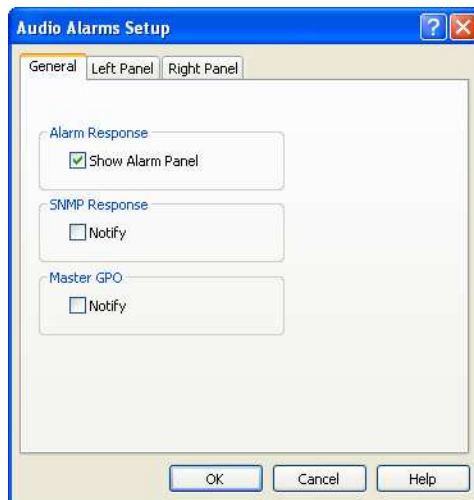 Audio Alarms Setup
General Left Panel Right Panel
Alarm Response
Show Alarm Panel
SNMP Response
Notify
Master GPO
Notify
OK Cancel Help